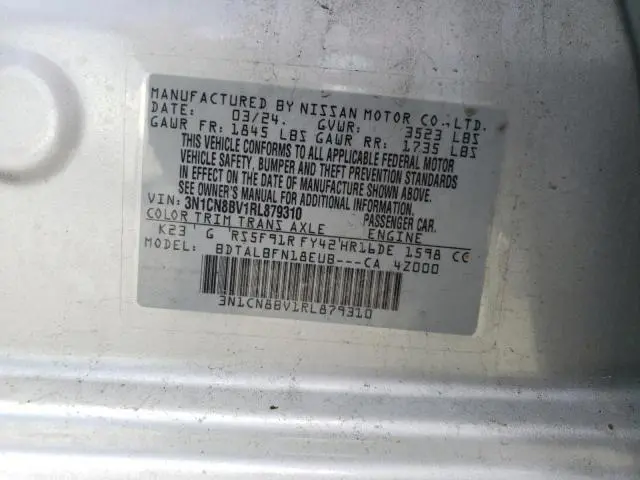 MANUFACTURED BY NISSAN MOTOR CO.,LTD.
DATE: 03/24. GVWR: 3523 LBS
GAWR FR: 1845 LBS GAWR RR: 1735 LBS
THIS VEHICLE CONFORMS TO ALL APPLICABLE FEDERAL MOTOR
VEHICLE SAFETY, BUMPER AND THEFT PREVENTION STANDARDS
IN EFFECT ON THE DATE OF MANUFACTURE SHOWN ABOVE.
SEE OWNER'S MANUAL FOR ADDITIONAL INFORMATION.
VIN: 3N1CN8BV1RL879310 PASSENGER CAR.
COLOR TRIM TRANS AXLE ENGINE
K23 G RS5F91R FY42 HR16DE 1598 CC
MODEL: BDTALBFN18EUB---CA 42000
3N1CN8BV1RL879310